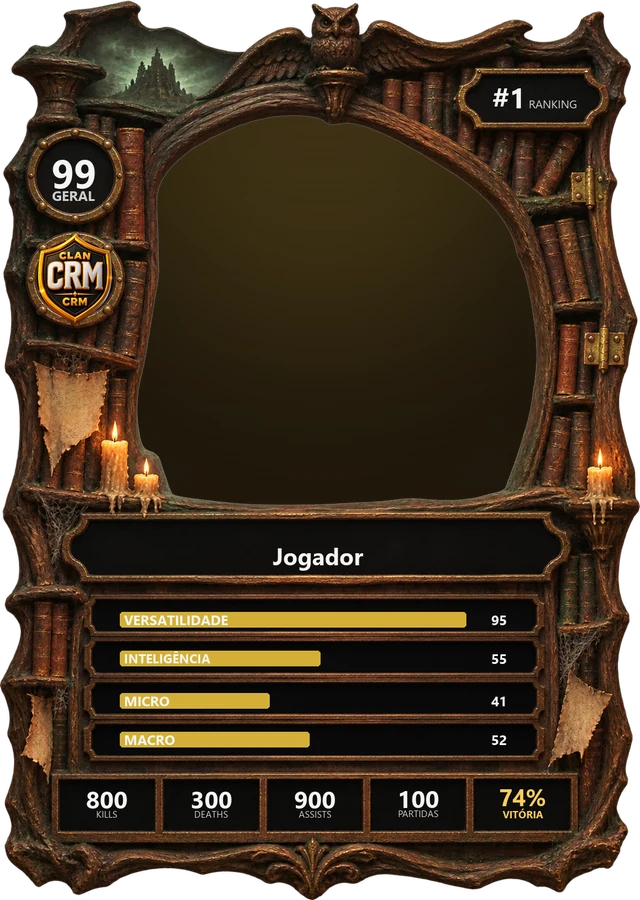 #1 RANKING
99
GERAL
CLAN
CRM
CRM
Jogador
VERSATILIDADE 95
INTELIGÊNCIA 55
MICRO 41
MACRO 52
800 300 900 100 74%
KILLS DEATHS ASSISTS PARTIDAS VITÓRIA